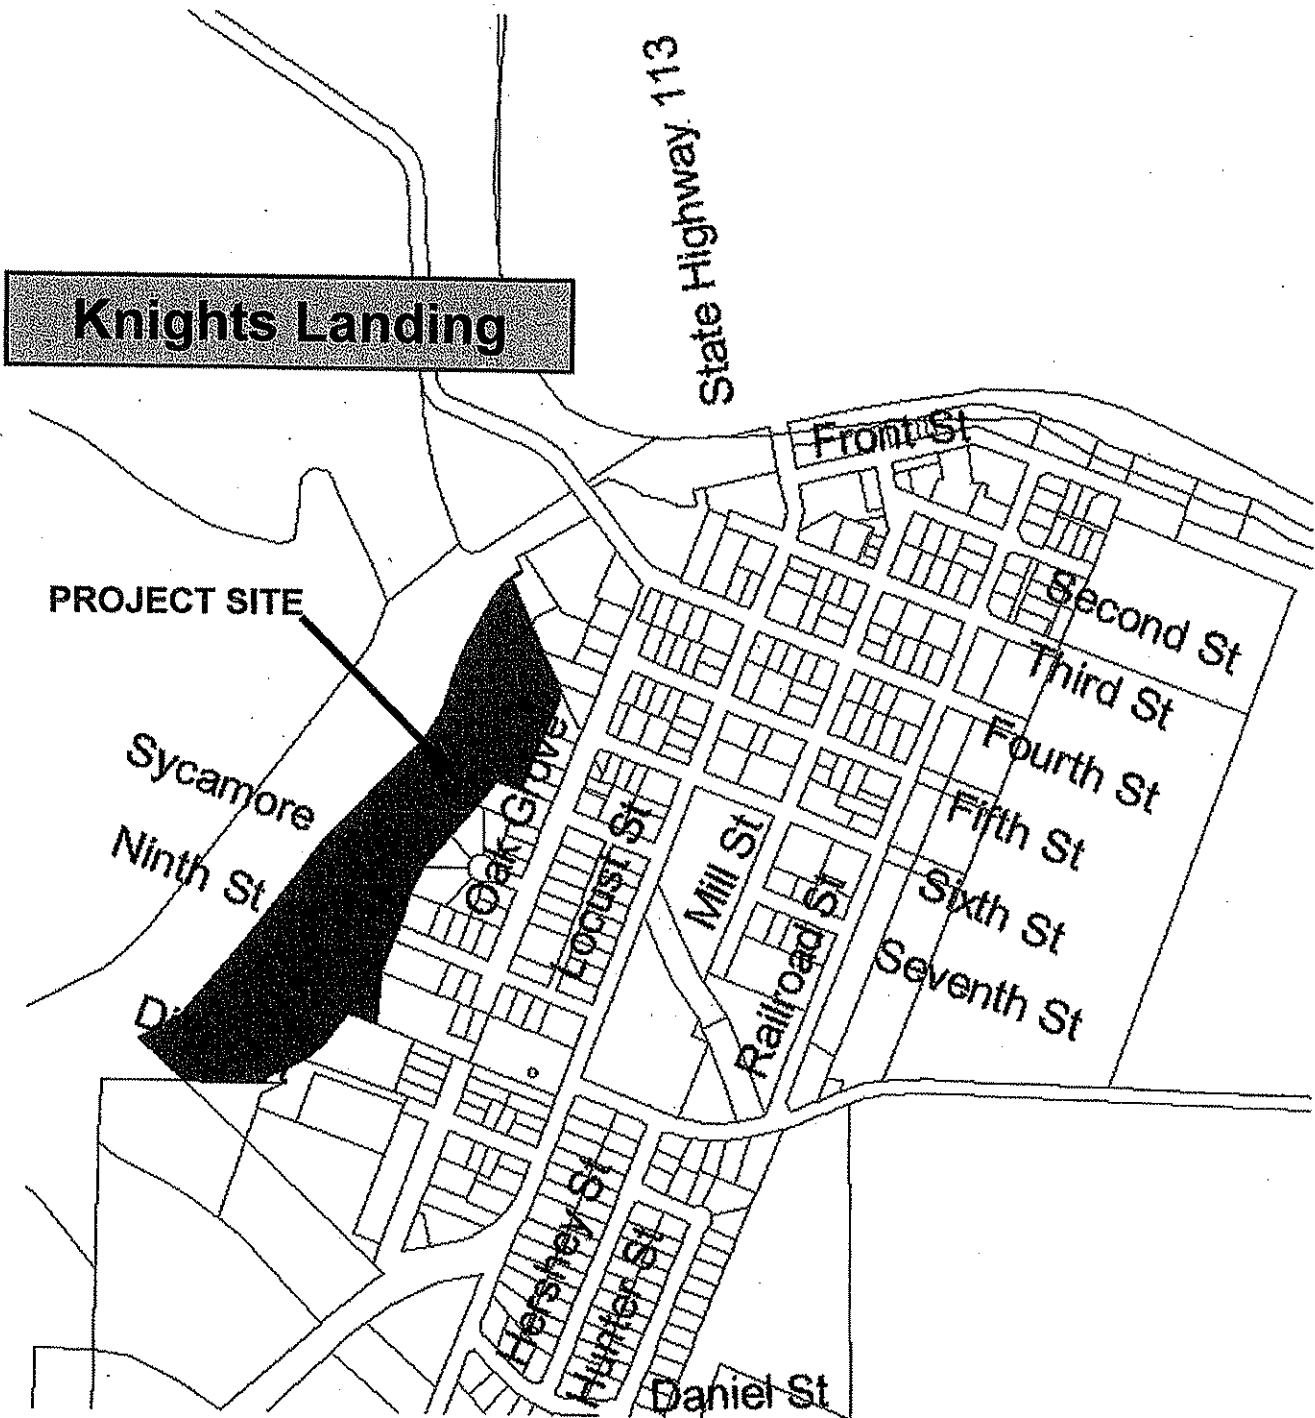 State Highway 113
Knights Landing
Front St
PROJECT SITE
Second St
Third St
Fourth St
Fifth St
Sixth St
Seventh St
Sycamore
Ninth St
Oak Grove
Locust St
Mill St
Railroad St
Hershey St
Hunter St
Daniel St